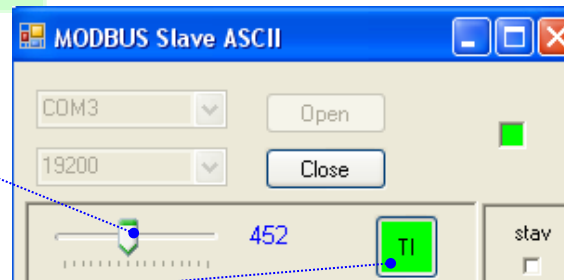 MODBUS Slave ASCII
COM3
Open
19200
Close
452
TI
stav